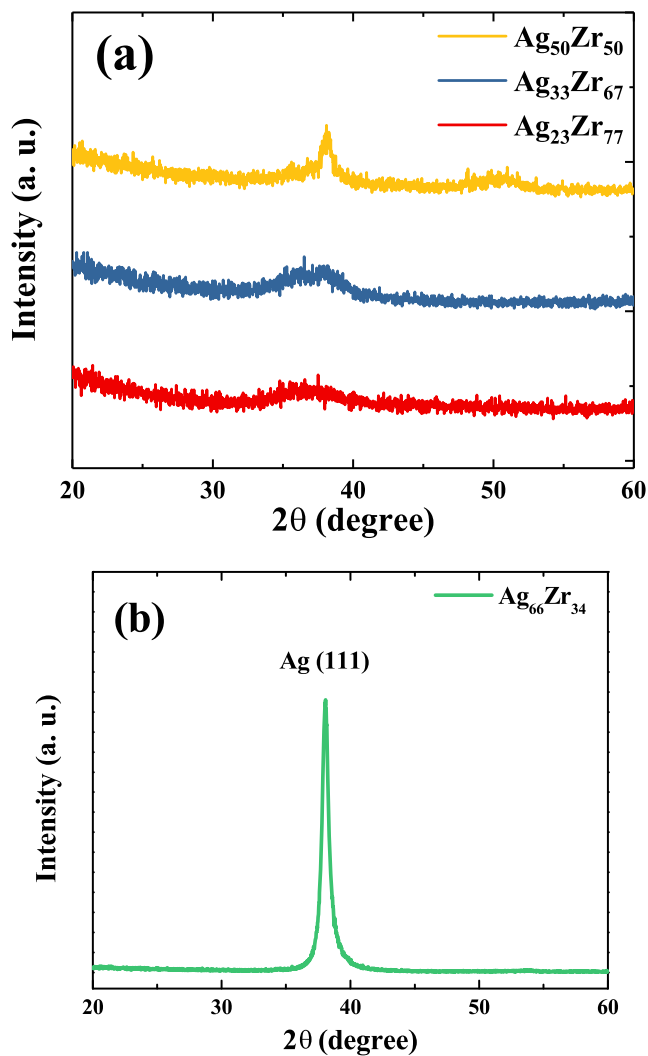 (a)
Ag50Zr50
Ag33Zr67
Ag23Zr77
Intensity (a. u.)
20 30 40 50 60
2θ (degree)
(b)
Ag66Zr34
Ag (111)
Intensity (a. u.)
20 30 40 50 60
2θ (degree)